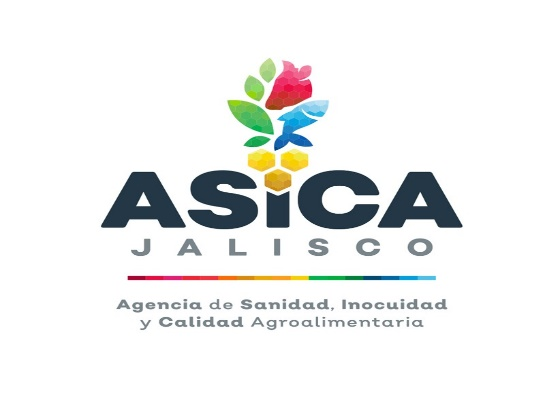 ASiCA
JALISCO
Agencia de Sanidad, Inocuidad
y Calidad Agroalimentaria